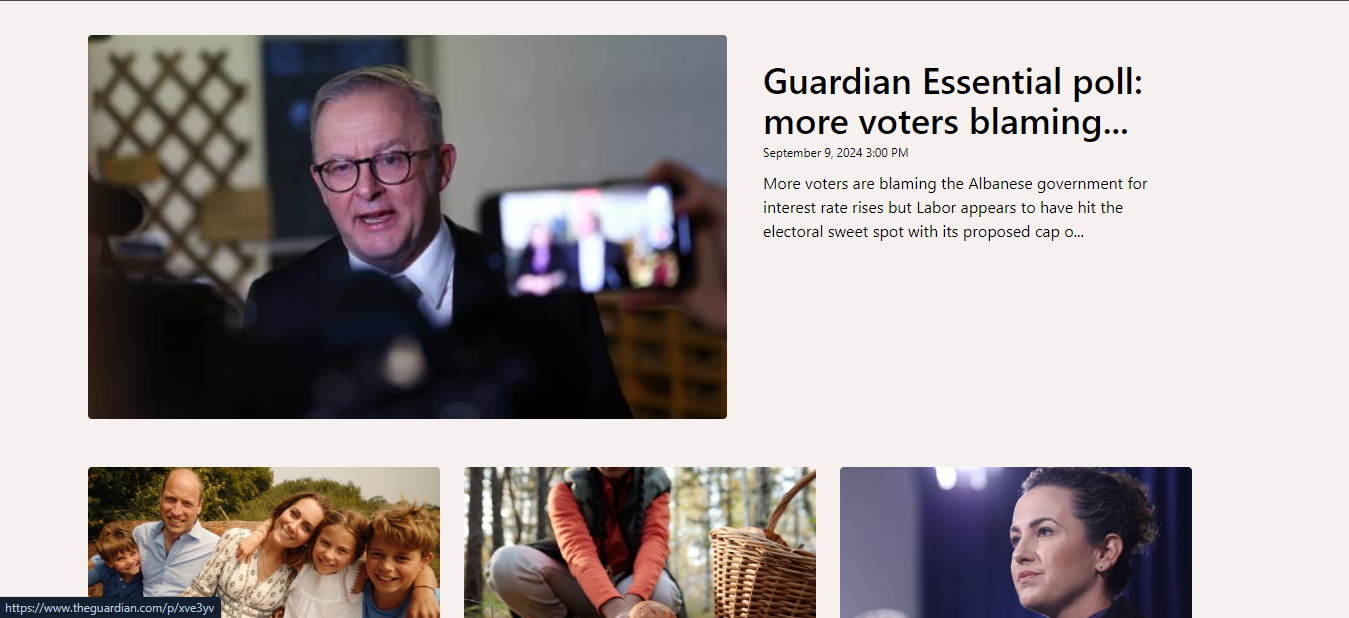 Guardian Essential poll:
more voters blaming...
September 9, 2024 3:00 PM
More voters are blaming the Albanese government for
interest rate rises but Labor appears to have hit the
electoral sweet spot with its proposed cap o...
https://www.theguardian.com/p/xve3yv